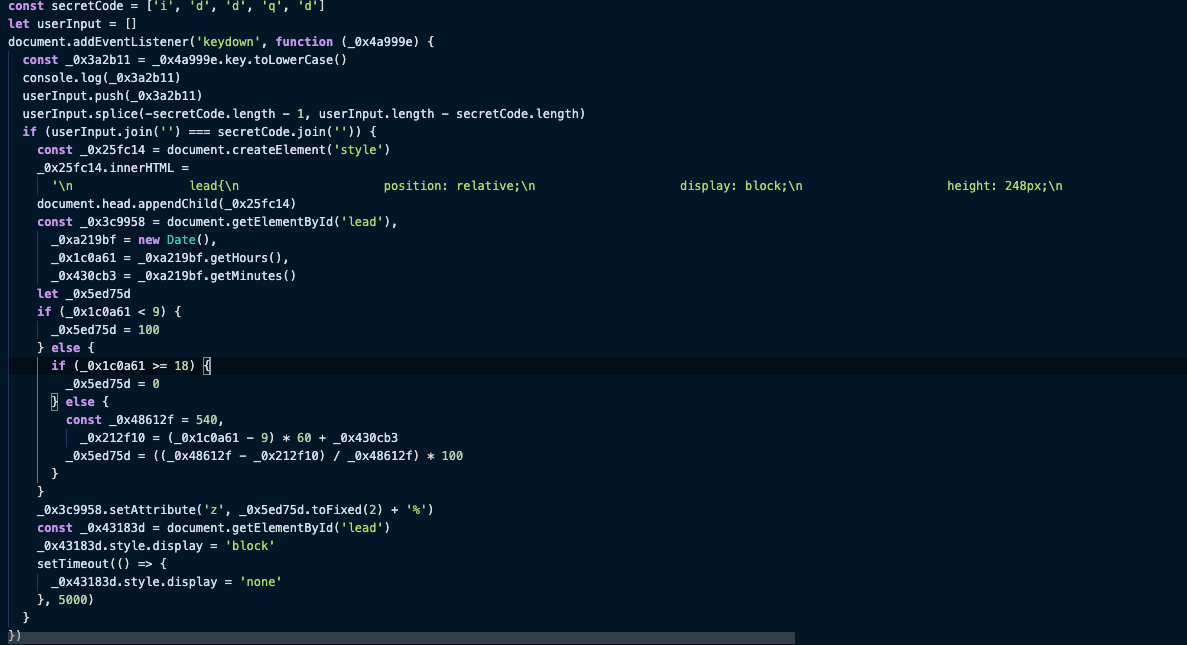 const secretCode = ['i', 'd', 'd', 'q', 'd']
let userInput = []
document.addEventListener('keydown', function (_0x4a999e) {
const _0x3a2b11 = _0x4a999e.key.toLowerCase()
console.log(_0x3a2b11)
userInput.push(_0x3a2b11)
userInput.splice(-secretCode.length - 1, userInput.length - secretCode.length)
if (userInput.join('') === secretCode.join('')) {
const _0x25fc14 = document.createElement('style')
_0x25fc14.innerHTML =
'\n lead{\n position: relative;\n display: block;\n height: 248px;\n
document.head.appendChild(_0x25fc14)
const _0x3c9958 = document.getElementById('lead'),
_0xa219bf = new Date(),
_0x1c0a61 = _0xa219bf.getHours(),
_0x430cb3 = _0xa219bf.getMinutes()
let _0x5ed75d
if (_0x1c0a61 < 9) {
_0x5ed75d = 100
} else {
if (_0x1c0a61 >= 18) {
_0x5ed75d = 0
} else {
const _0x48612f = 540,
_0x212f10 = (_0x1c0a61 - 9) * 60 + _0x430cb3
_0x5ed75d = ((_0x48612f - _0x212f10) / _0x48612f) * 100
}
}
_0x3c9958.setAttribute('z', _0x5ed75d.toFixed(2) + '%')
const _0x43183d = document.getElementById('lead')
_0x43183d.style.display = 'block'
setTimeout(() => {
_0x43183d.style.display = 'none'
}, 5000)
}
})